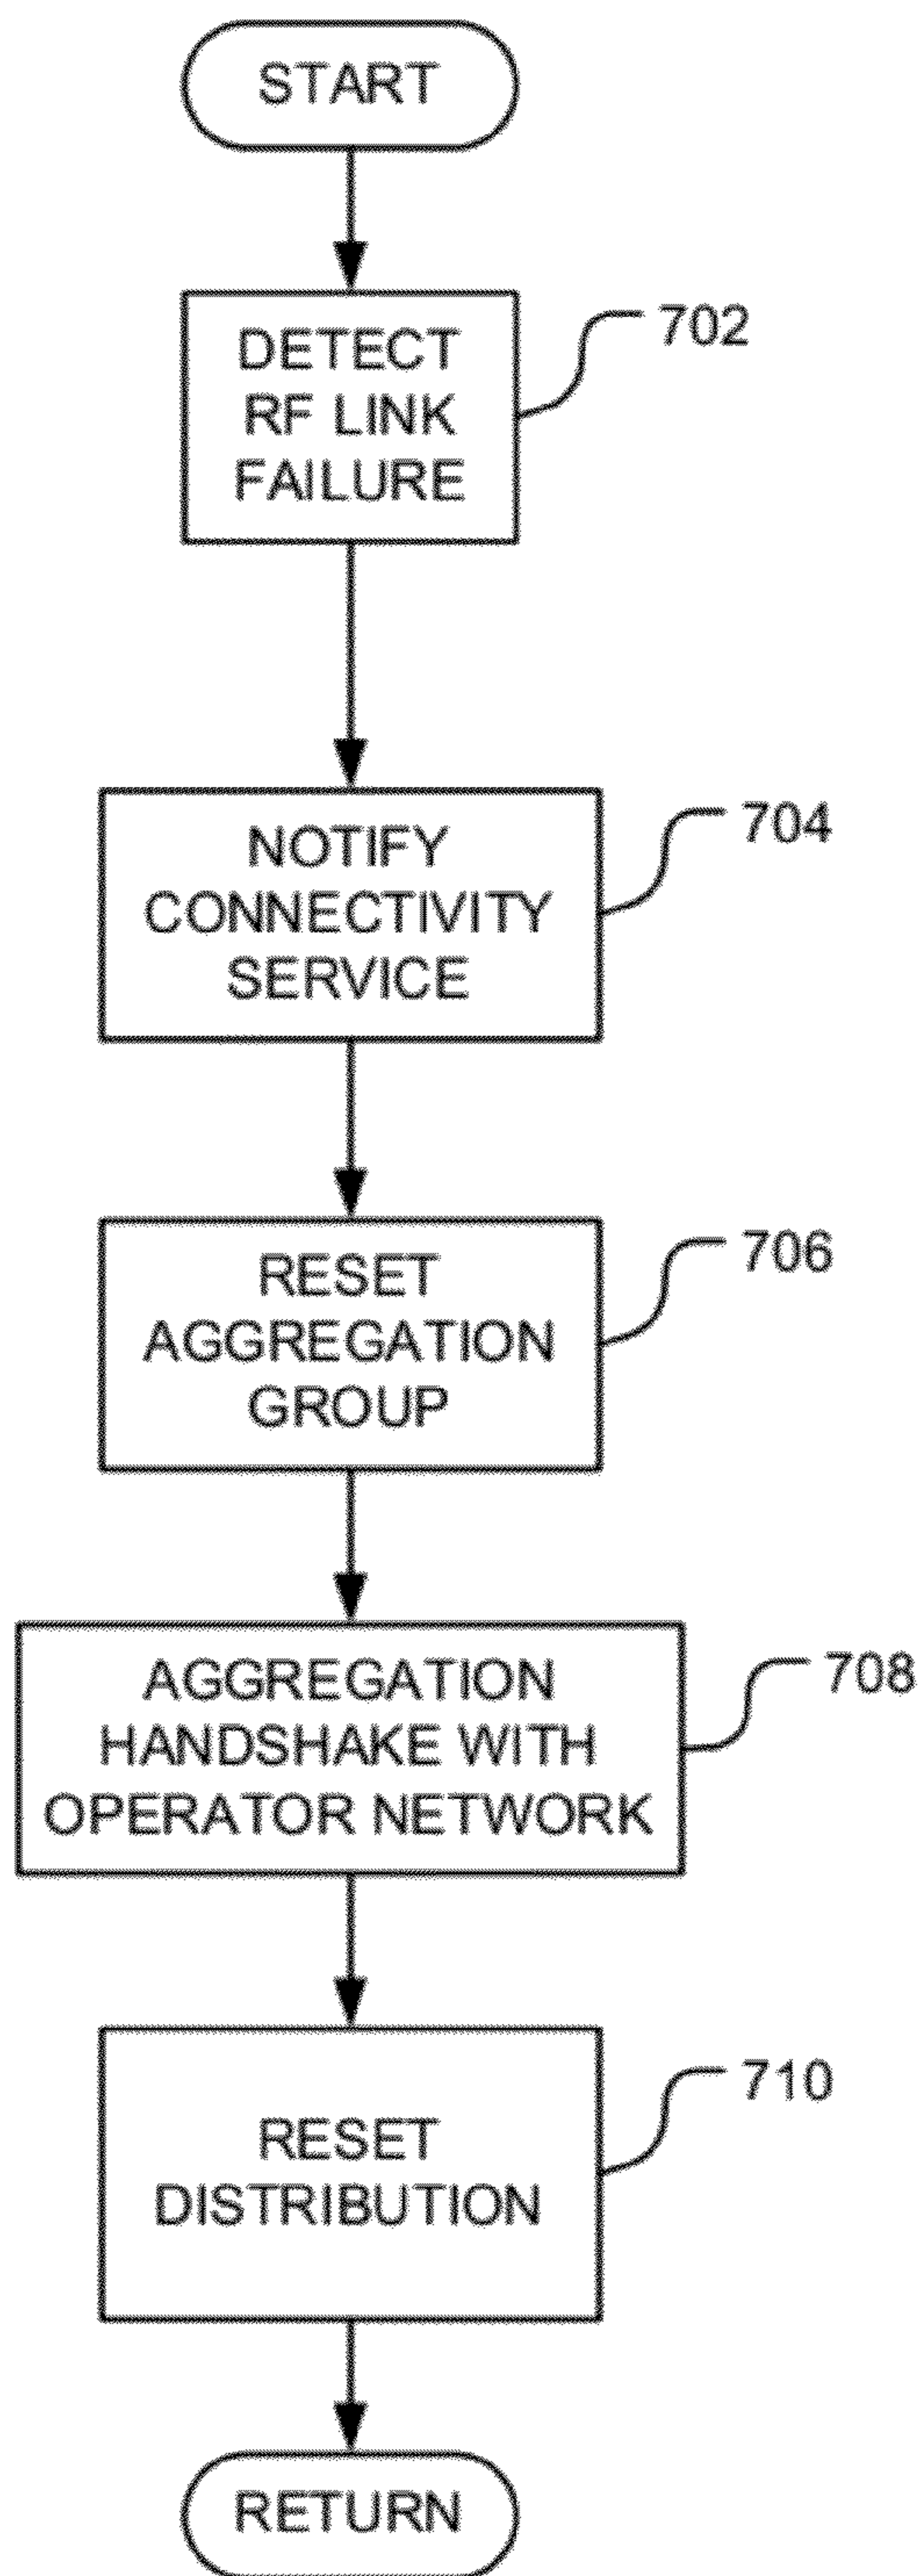 START
DETECT
RF LINK
FAILURE
702
NOTIFY
CONNECTIVITY
SERVICE
704
RESET
AGGREGATION
GROUP
706
AGGREGATION
HANDSHAKE WITH
OPERATOR NETWORK
708
RESET
DISTRIBUTION
710
RETURN